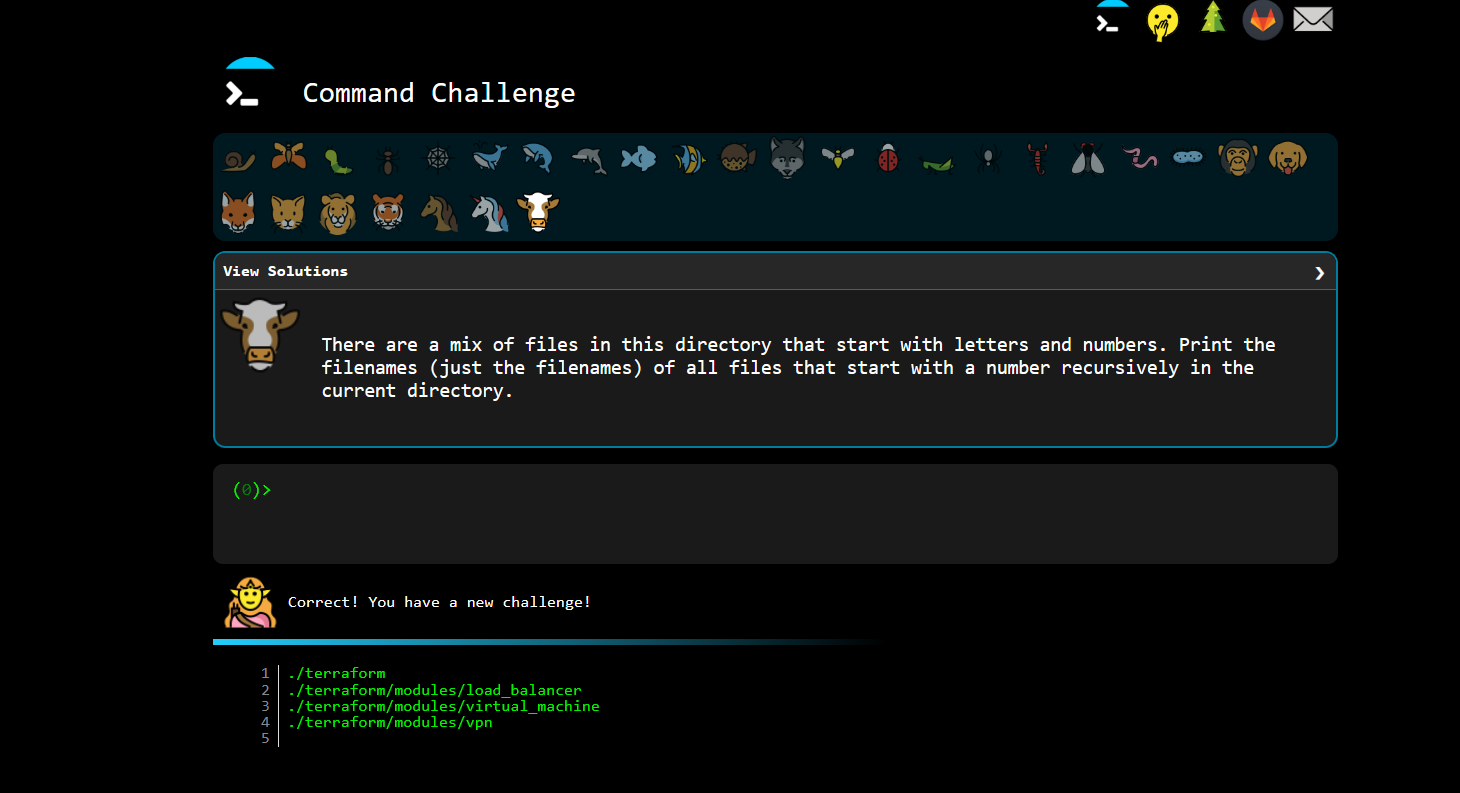 Command Challenge
View Solutions
There are a mix of files in this directory that start with letters and numbers. Print the
filenames (just the filenames) of all files that start with a number recursively in the
current directory.
(0)>
Correct! You have a new challenge!
1 ./terraform
2 ./terraform/modules/load_balancer
3 ./terraform/modules/virtual_machine
4 ./terraform/modules/vpn
5